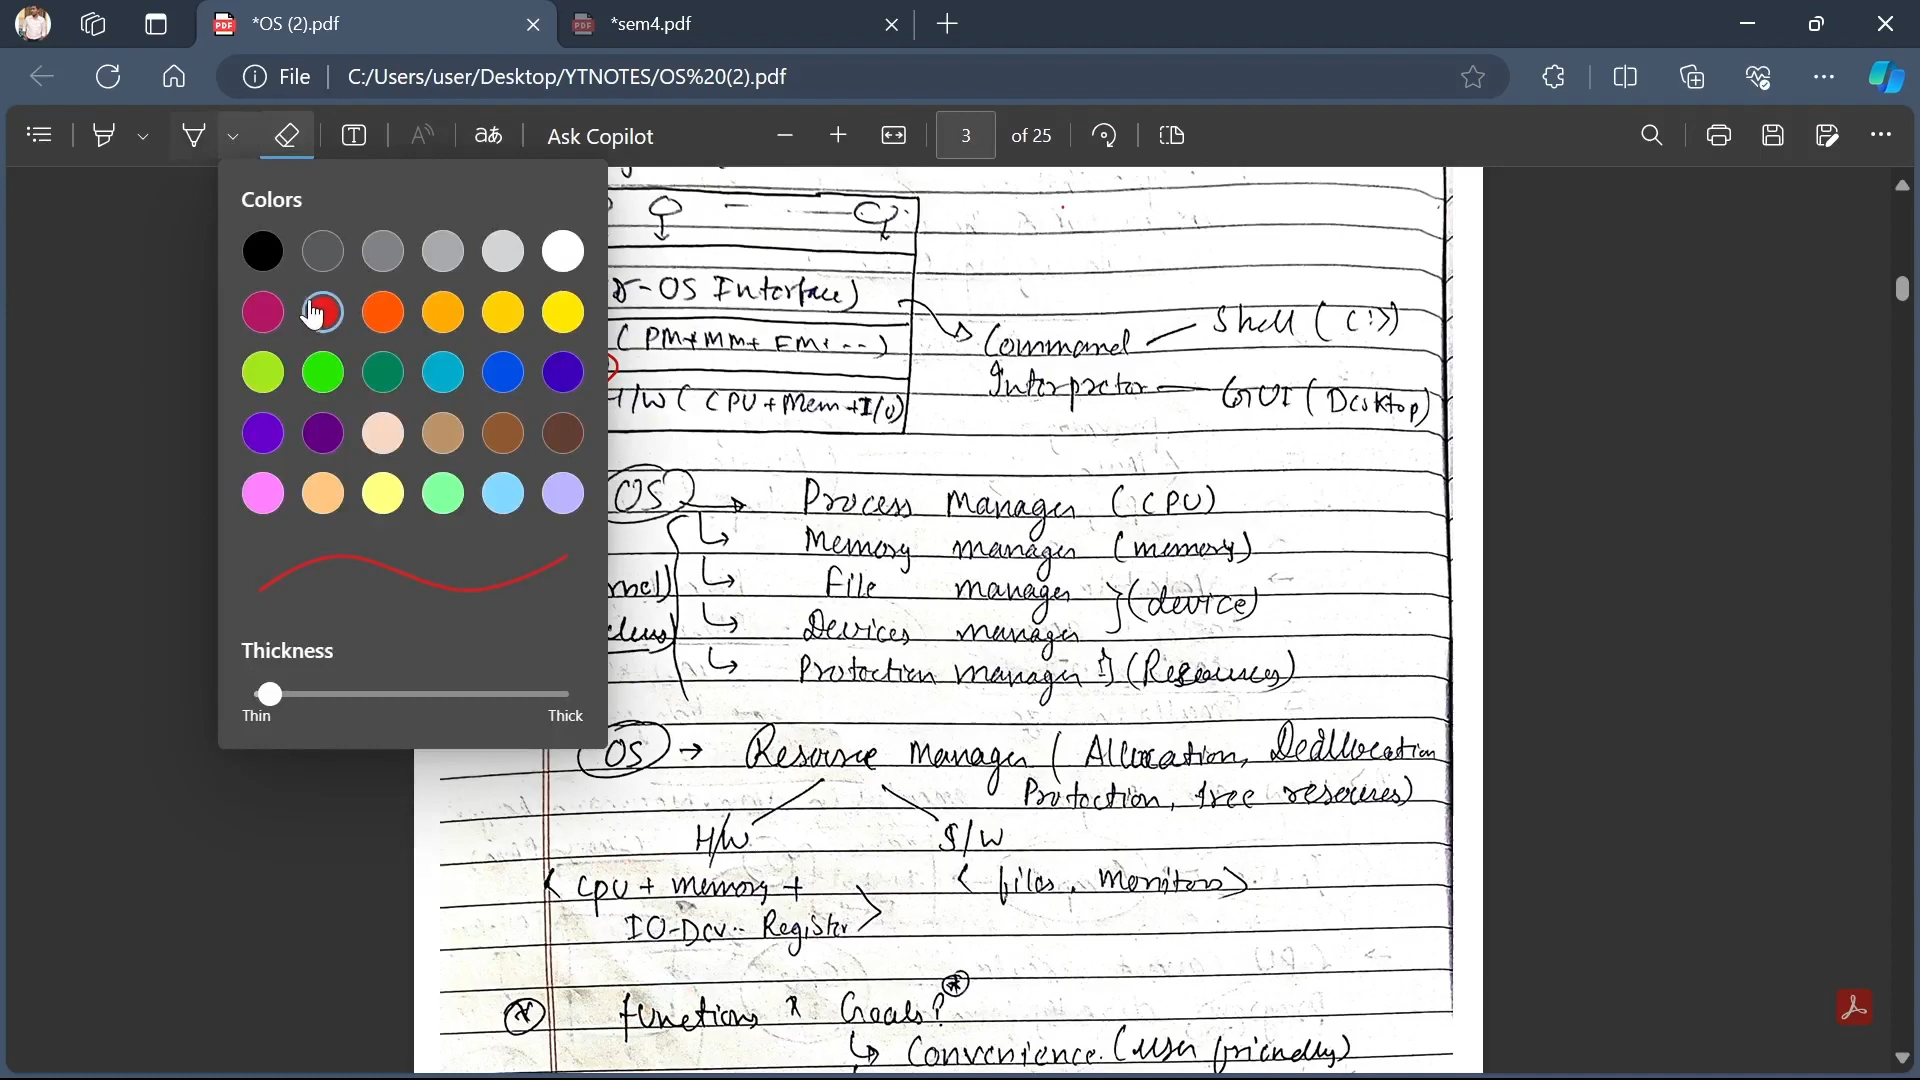 *OS (2).pdf
*sem4.pdf
File
C:/Users/user/Desktop/YTNOTES/OS%20(2).pdf
aあ
Ask Copilot
3
of 25
Colors
Thickness
Thin
Thick
-OS Interface)
(PM+MM+ FM+ --)
H/W ( CPU + Mem + I/O)
Command
Interpretor
Shell ( C:\>)
GUI ( Desktop)
OS
Process Manager (CPU)
Memory manager (memory)
File manager
Devices manager
(device)
Protection manager (Resources)
OS → Resource Manager ( Allocation, Deallocation
Protection, free resources)
H/W
S/W
< cpu + memory +
IO-Dev.. Register >
< files, Monitors>
* functions & Goals? *
Convenience. (user friendly)